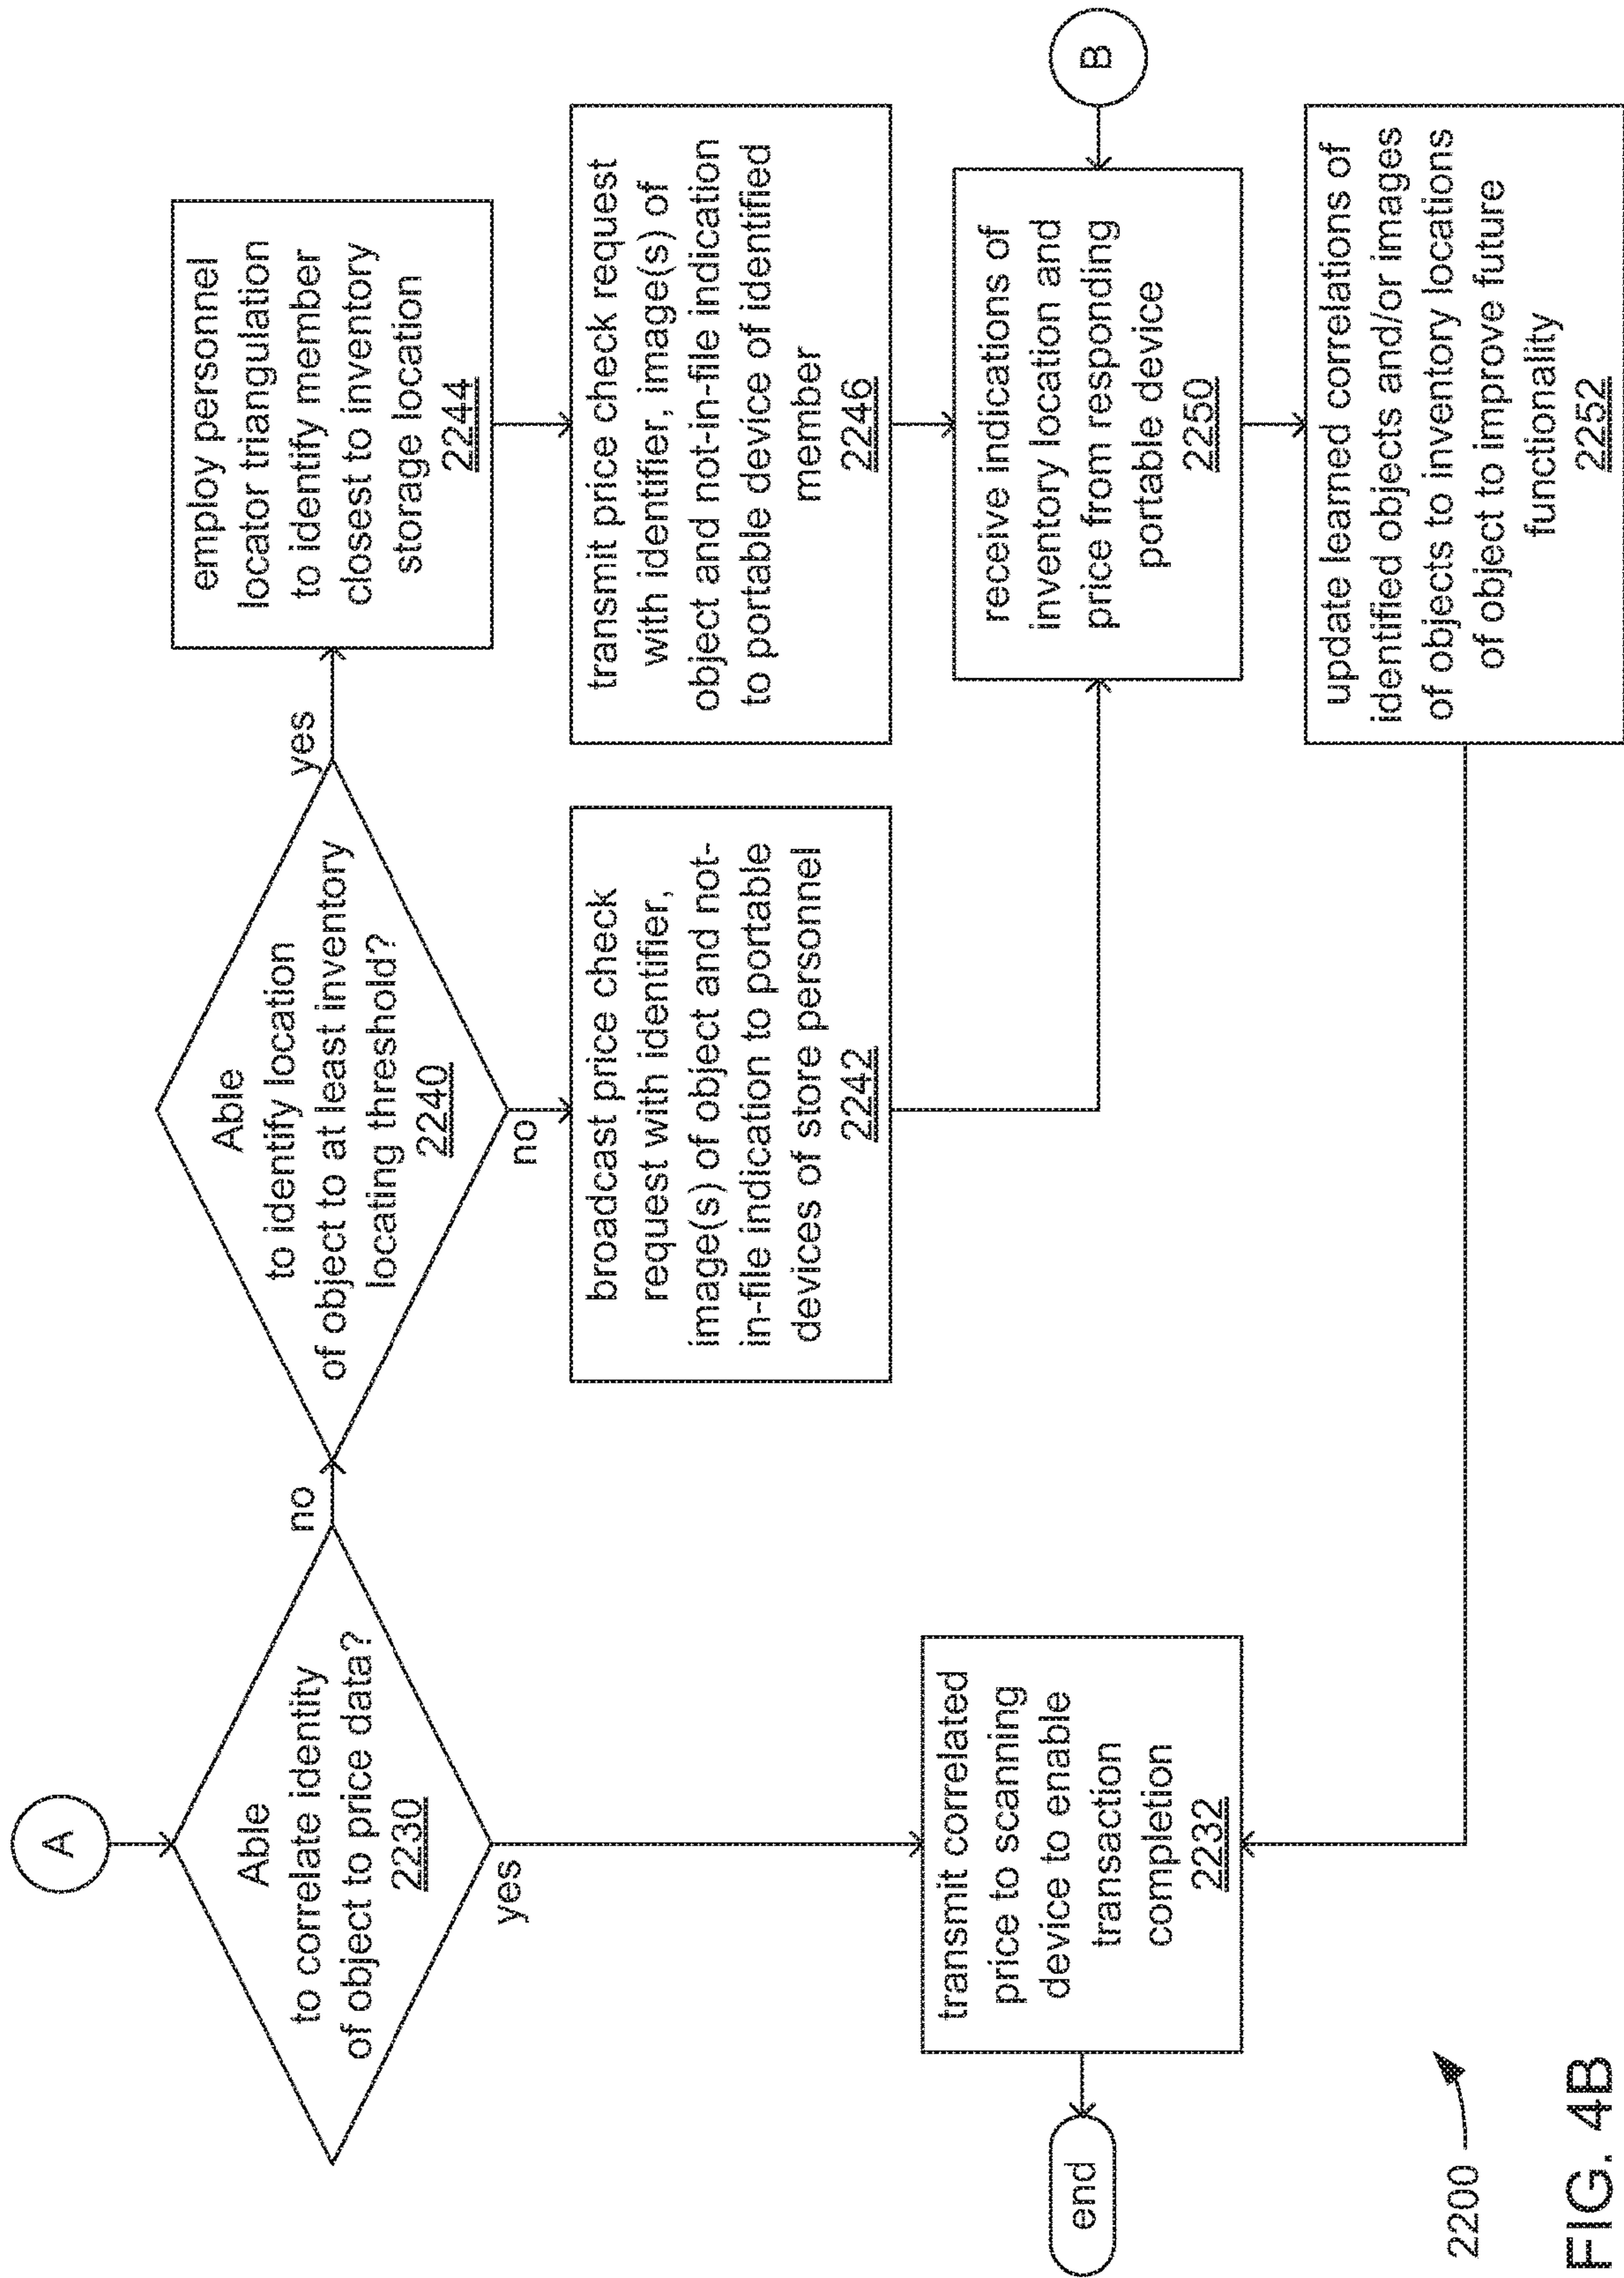 A
Able
to correlate identity
of object to price data?
2230
no
yes
Able
to identify location
of object to at least inventory
locating threshold?
2240
yes
no
employ personnel
locator triangulation
to identify member
closest to inventory
storage location
2244
broadcast price check
request with identifier,
image(s) of object and not-
in-file indication to portable
devices of store personnel
2242
transmit price check request
with identifier, image(s) of
object and not-in-file indication
to portable device of identified
member
2246
transmit correlated
price to scanning
device to enable
transaction
completion
2232
end
receive indications of
inventory location and
price from responding
portable device
2250
B
update learned correlations of
identified objects and/or images
of objects to inventory locations
of object to improve future
functionality
2252
2200
FIG. 4B